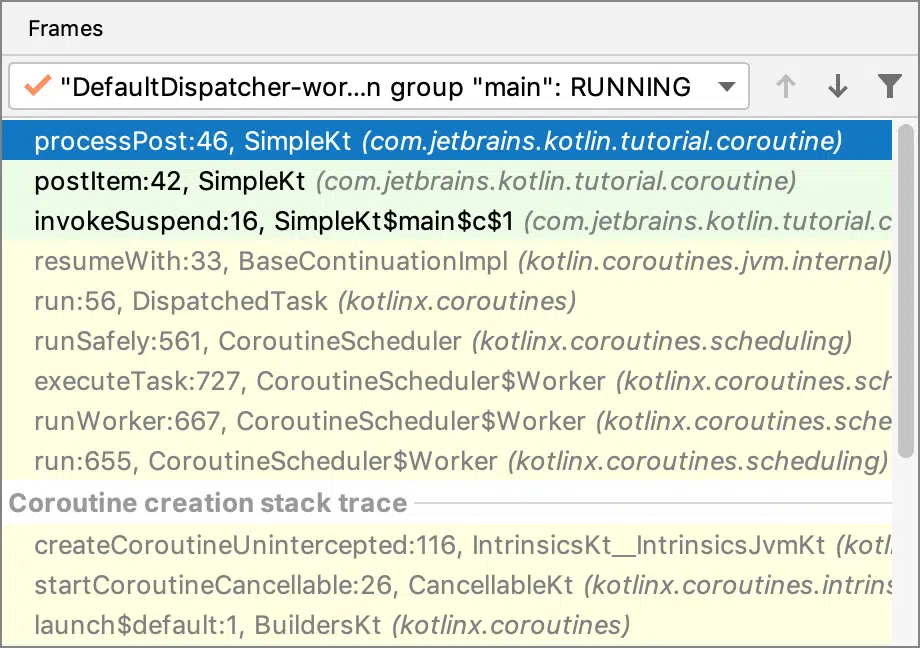 Frames
"DefaultDispatcher-wor...n group "main": RUNNING
processPost:46, SimpleKt (com.jetbrains.kotlin.tutorial.coroutine)
postItem:42, SimpleKt (com.jetbrains.kotlin.tutorial.coroutine)
invokeSuspend:16, SimpleKt$main$c$1 (com.jetbrains.kotlin.tutorial.c
resumeWith:33, BaseContinuationImpl (kotlin.coroutines.jvm.internal)
run:56, DispatchedTask (kotlinx.coroutines)
runSafely:561, CoroutineScheduler (kotlinx.coroutines.scheduling)
executeTask:727, CoroutineScheduler$Worker (kotlinx.coroutines.sch
runWorker:667, CoroutineScheduler$Worker (kotlinx.coroutines.sche
run:655, CoroutineScheduler$Worker (kotlinx.coroutines.scheduling)
Coroutine creation stack trace
createCoroutineUnintercepted:116, IntrinsicsKt__IntrinsicsJvmKt (kotl
startCoroutineCancellable:26, CancellableKt (kotlinx.coroutines.intrins
launch$default:1, BuildersKt (kotlinx.coroutines)